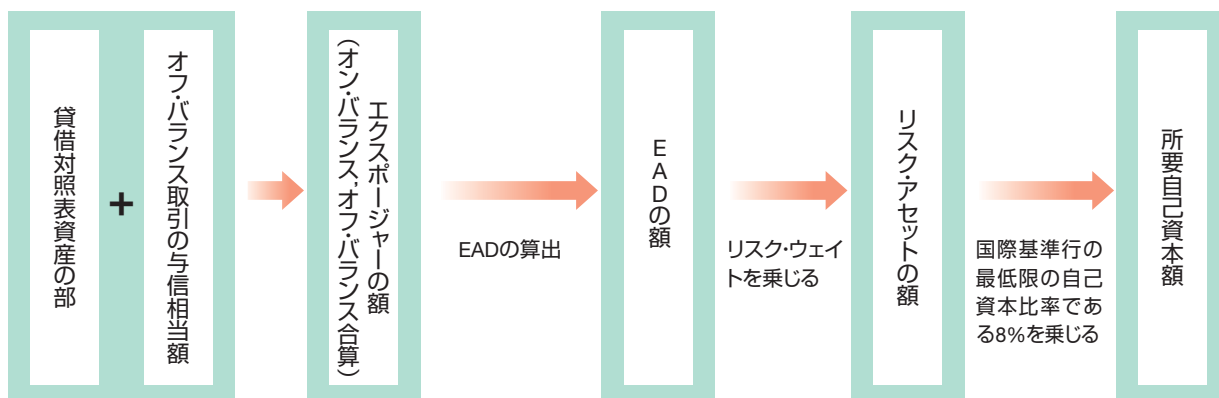 貸借対照表資産の部
+
オフ・バランス取引の与信相当額
エクスポージャーの額
(オン・バランス,オフ・バランス合算)
EADの算出
EADの額
リスク・ウェイ
トを乗じる
リスク・アセットの額
国際基準行の
最低限の自己
資本比率であ
る8%を乗じる
所要自己資本額